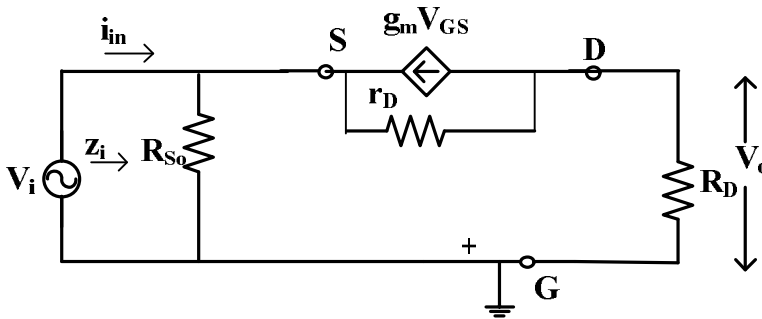 i_in
S
g_mV_GS
D
r_D
z_i
R_So
V_i
R_D
+
G